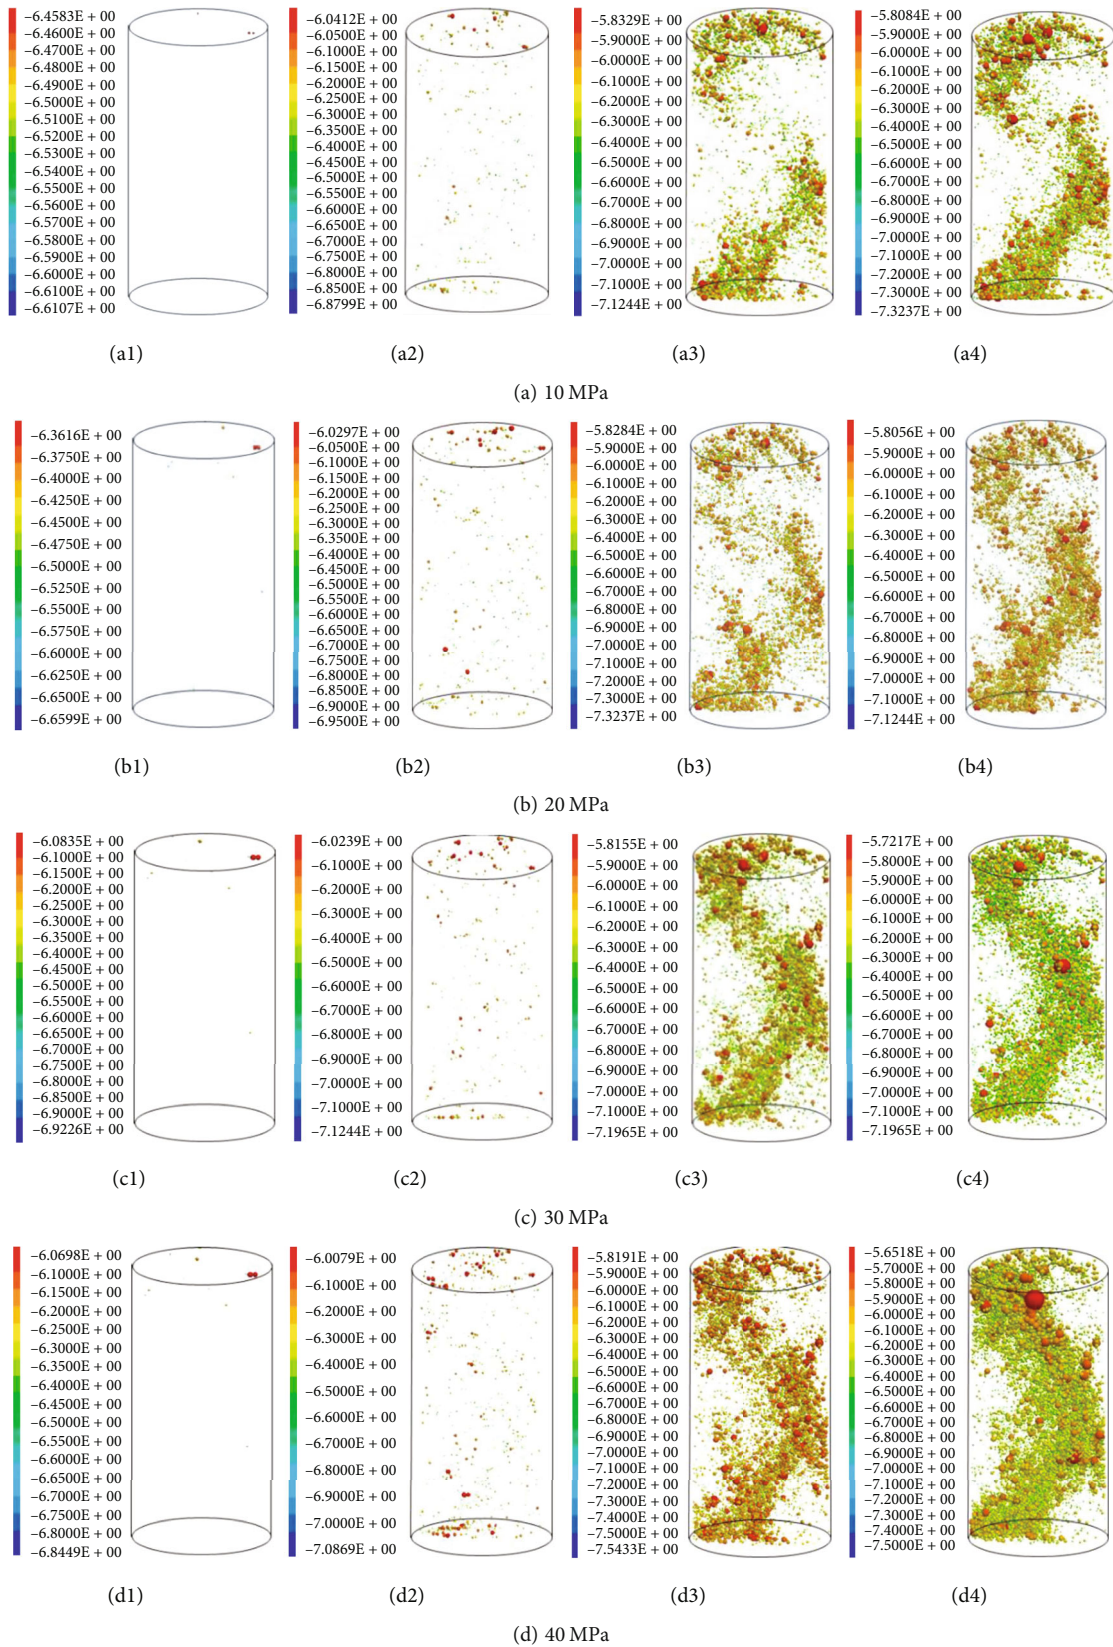 −6.4583E + 00
−6.4600E + 00
−6.4700E + 00
−6.4800E + 00
−6.4900E + 00
−6.5000E + 00
−6.5100E + 00
−6.5200E + 00
−6.5300E + 00
−6.5400E + 00
−6.5500E + 00
−6.5600E + 00
−6.5700E + 00
−6.5800E + 00
−6.5900E + 00
−6.6000E + 00
−6.6100E + 00
−6.6107E + 00
(a1)
−6.0412E + 00
−6.0500E + 00
−6.1000E + 00
−6.1500E + 00
−6.2000E + 00
−6.2500E + 00
−6.3000E + 00
−6.3500E + 00
−6.4000E + 00
−6.4500E + 00
−6.5000E + 00
−6.5500E + 00
−6.6000E + 00
−6.6500E + 00
−6.7000E + 00
−6.7500E + 00
−6.8000E + 00
−6.8500E + 00
−6.8799E + 00
(a2)
−5.8329E + 00
−5.9000E + 00
−6.0000E + 00
−6.1000E + 00
−6.2000E + 00
−6.3000E + 00
−6.4000E + 00
−6.5000E + 00
−6.6000E + 00
−6.7000E + 00
−6.8000E + 00
−6.9000E + 00
−7.0000E + 00
−7.1000E + 00
−7.1244E + 00
(a3)
−5.8084E + 00
−5.9000E + 00
−6.0000E + 00
−6.1000E + 00
−6.2000E + 00
−6.3000E + 00
−6.4000E + 00
−6.5000E + 00
−6.6000E + 00
−6.7000E + 00
−6.8000E + 00
−6.9000E + 00
−7.0000E + 00
−7.1000E + 00
−7.2000E + 00
−7.3000E + 00
−7.3237E + 00
(a4)
(a) 10 MPa
−6.3616E + 00
−6.3750E + 00
−6.4000E + 00
−6.4250E + 00
−6.4500E + 00
−6.4750E + 00
−6.5000E + 00
−6.5250E + 00
−6.5500E + 00
−6.5750E + 00
−6.6000E + 00
−6.6250E + 00
−6.6500E + 00
−6.6599E + 00
(b1)
−6.0297E + 00
−6.0500E + 00
−6.1000E + 00
−6.1500E + 00
−6.2000E + 00
−6.2500E + 00
−6.3000E + 00
−6.3500E + 00
−6.4000E + 00
−6.4500E + 00
−6.5000E + 00
−6.5500E + 00
−6.6000E + 00
−6.6500E + 00
−6.7000E + 00
−6.7500E + 00
−6.8000E + 00
−6.8500E + 00
−6.9000E + 00
−6.9500E + 00
(b2)
−5.8284E + 00
−5.9000E + 00
−6.0000E + 00
−6.1000E + 00
−6.2000E + 00
−6.3000E + 00
−6.4000E + 00
−6.5000E + 00
−6.6000E + 00
−6.7000E + 00
−6.8000E + 00
−6.9000E + 00
−7.0000E + 00
−7.1000E + 00
−7.2000E + 00
−7.3000E + 00
−7.3237E + 00
(b3)
−5.8056E + 00
−5.9000E + 00
−6.0000E + 00
−6.1000E + 00
−6.2000E + 00
−6.3000E + 00
−6.4000E + 00
−6.5000E + 00
−6.6000E + 00
−6.7000E + 00
−6.8000E + 00
−6.9000E + 00
−7.0000E + 00
−7.1000E + 00
−7.1244E + 00
(b4)
(b) 20 MPa
−6.0835E + 00
−6.1000E + 00
−6.1500E + 00
−6.2000E + 00
−6.2500E + 00
−6.3000E + 00
−6.3500E + 00
−6.4000E + 00
−6.4500E + 00
−6.5000E + 00
−6.5500E + 00
−6.6000E + 00
−6.6500E + 00
−6.7000E + 00
−6.7500E + 00
−6.8000E + 00
−6.8500E + 00
−6.9000E + 00
−6.9226E + 00
(c1)
−6.0239E + 00
−6.1000E + 00
−6.2000E + 00
−6.3000E + 00
−6.4000E + 00
−6.5000E + 00
−6.6000E + 00
−6.7000E + 00
−6.8000E + 00
−6.9000E + 00
−7.0000E + 00
−7.1000E + 00
−7.1244E + 00
(c2)
−5.8155E + 00
−5.9000E + 00
−6.0000E + 00
−6.1000E + 00
−6.2000E + 00
−6.3000E + 00
−6.4000E + 00
−6.5000E + 00
−6.6000E + 00
−6.7000E + 00
−6.8000E + 00
−6.9000E + 00
−7.0000E + 00
−7.1000E + 00
−7.1965E + 00
(c3)
−5.7217E + 00
−5.8000E + 00
−5.9000E + 00
−6.0000E + 00
−6.1000E + 00
−6.2000E + 00
−6.3000E + 00
−6.4000E + 00
−6.5000E + 00
−6.6000E + 00
−6.7000E + 00
−6.8000E + 00
−6.9000E + 00
−7.0000E + 00
−7.1000E + 00
−7.1965E + 00
(c4)
(c) 30 MPa
−6.0698E + 00
−6.1000E + 00
−6.1500E + 00
−6.2000E + 00
−6.2500E + 00
−6.3000E + 00
−6.3500E + 00
−6.4000E + 00
−6.4500E + 00
−6.5000E + 00
−6.5500E + 00
−6.6000E + 00
−6.6500E + 00
−6.7000E + 00
−6.7500E + 00
−6.8000E + 00
−6.8449E + 00
(d1)
−6.0079E + 00
−6.1000E + 00
−6.2000E + 00
−6.3000E + 00
−6.4000E + 00
−6.5000E + 00
−6.6000E + 00
−6.7000E + 00
−6.8000E + 00
−6.9000E + 00
−7.0000E + 00
−7.0869E + 00
(d2)
−5.8191E + 00
−5.9000E + 00
−6.0000E + 00
−6.1000E + 00
−6.2000E + 00
−6.3000E + 00
−6.4000E + 00
−6.5000E + 00
−6.6000E + 00
−6.7000E + 00
−6.8000E + 00
−6.9000E + 00
−7.0000E + 00
−7.1000E + 00
−7.2000E + 00
−7.3000E + 00
−7.4000E + 00
−7.5000E + 00
−7.5433E + 00
(d3)
−5.6518E + 00
−5.7000E + 00
−5.8000E + 00
−5.9000E + 00
−6.0000E + 00
−6.1000E + 00
−6.2000E + 00
−6.3000E + 00
−6.4000E + 00
−6.5000E + 00
−6.6000E + 00
−6.7000E + 00
−6.8000E + 00
−6.9000E + 00
−7.0000E + 00
−7.1000E + 00
−7.2000E + 00
−7.3000E + 00
−7.4000E + 00
−7.5000E + 00
(d4)
(d) 40 MPa